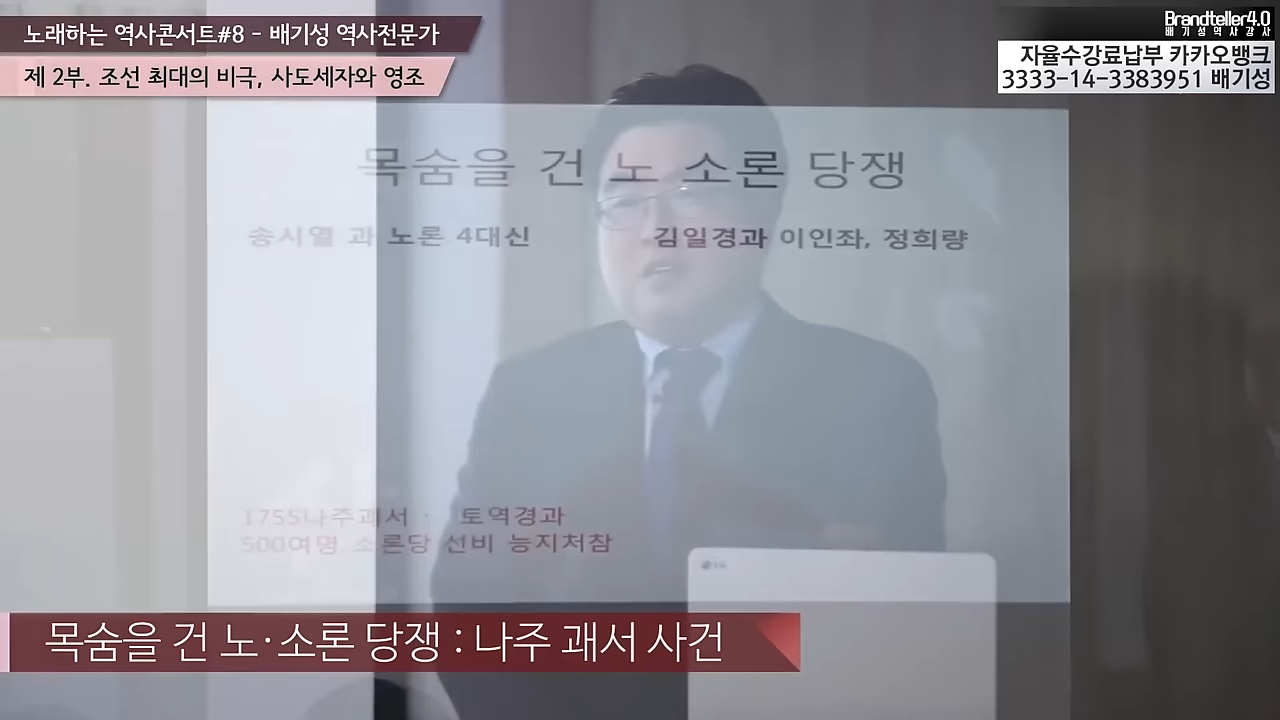 노래하는 역사콘서트#8 - 배기성 역사전문가
제 2부. 조선 최대의 비극, 사도세자와 영조
Brandteller4.0
배기성역사강사
자율수강료납부 카카오뱅크
3333-14-3383951 배기성
목숨을 건 노 소론 당쟁
송시열 과 노론 4대신
김일경과 이인좌, 정희량
1755나주괘서 · 토역경과
500여명 소론당 선비 능지처참
LG
목숨을 건 노·소론 당쟁 : 나주 괘서 사건